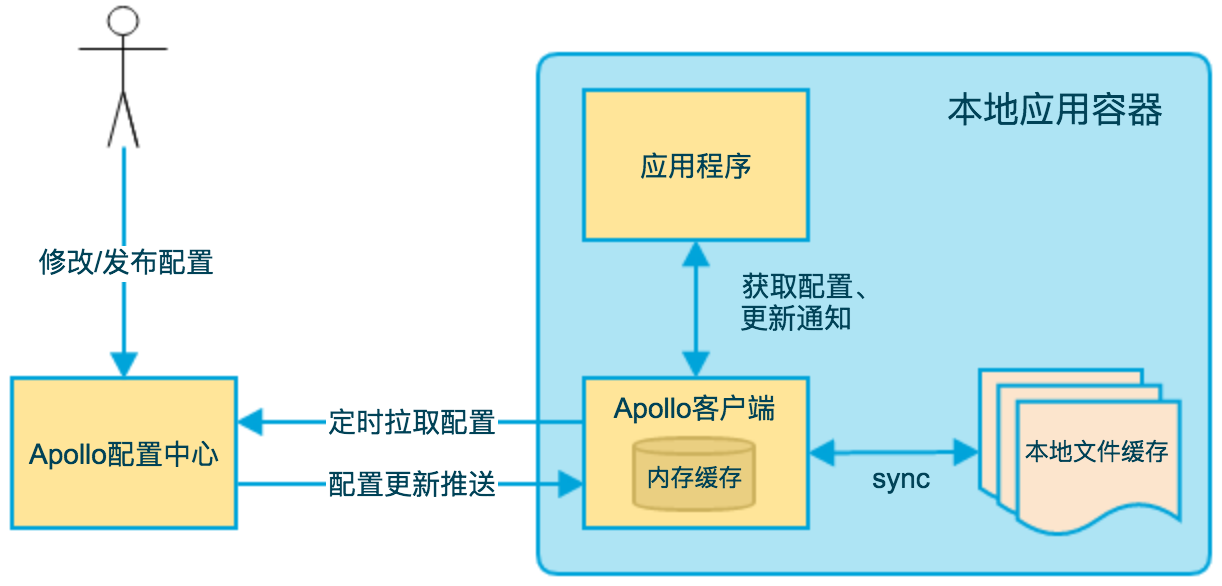 本地应用容器
应用程序
修改/发布配置
获取配置、
更新通知
Apollo客户端
定时拉取配置
Apollo配置中心
内存缓存
本地文件缓存
配置更新推送
sync